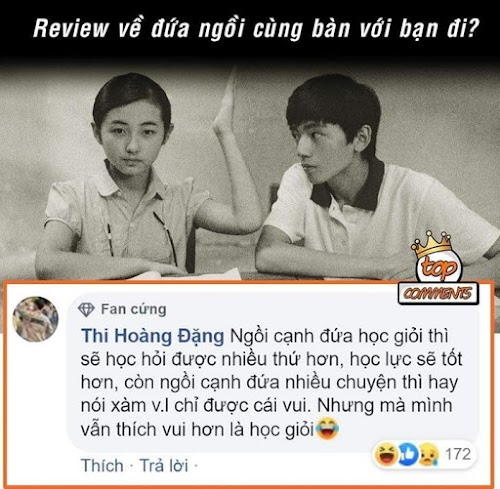 Review về đứa ngồi cùng bàn với bạn đi?
top
COMMENTS
Fan cứng
Thi Hoàng Đặng Ngồi cạnh đứa học giỏi thì
sẽ học hỏi được nhiều thứ hơn, học lực sẽ tốt
hơn, còn ngồi cạnh đứa nhiều chuyện thì hay
nói xàm v.l chỉ được cái vui. Nhưng mà mình
vẫn thích vui hơn là học giỏi😂
172
Thích · Trả lời ·